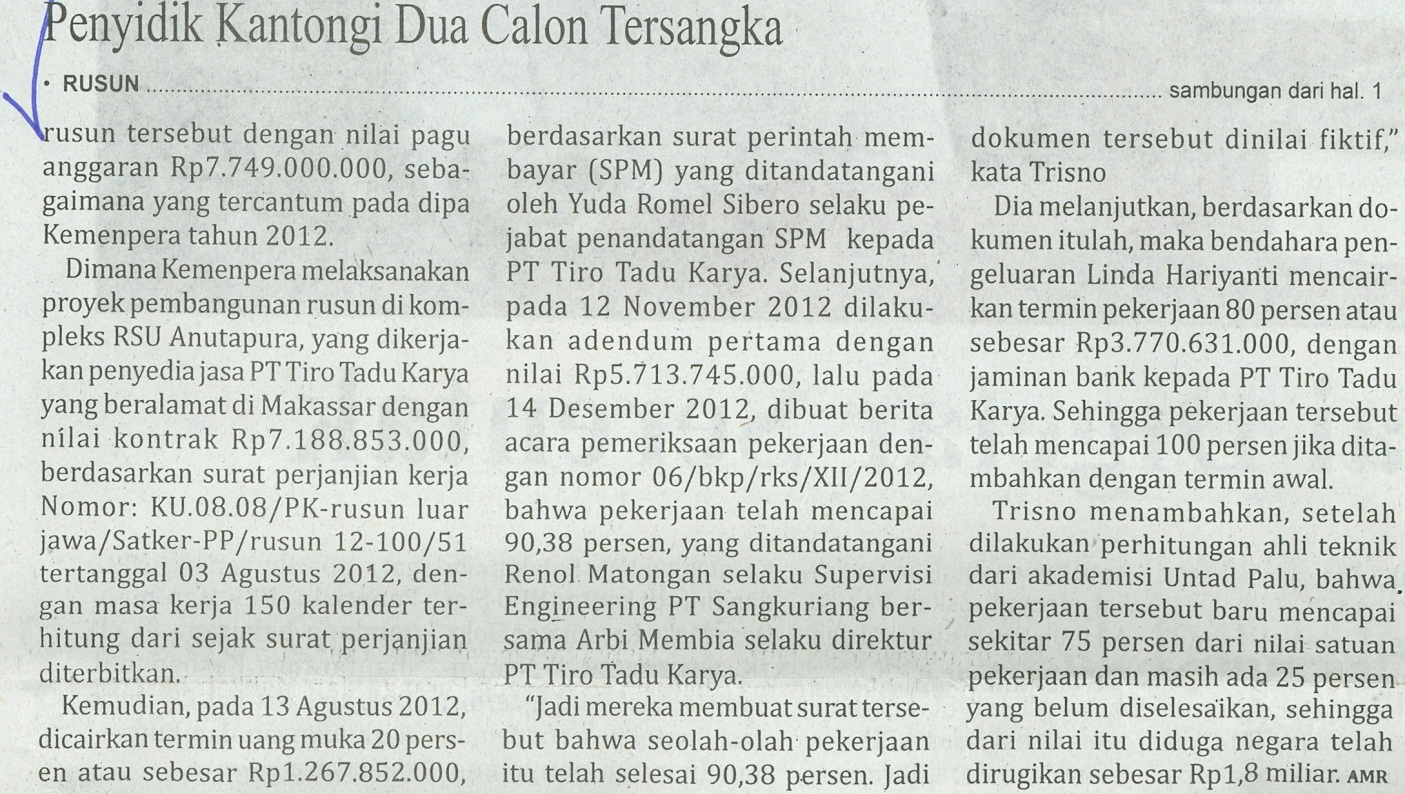 Penyidik Kantongi Dua Calon Tersangka
• RUSUN ........ sambungan dari hal. 1
rusun tersebut dengan nilai pagu
anggaran Rp7.749.000.000, seba-
gaimana yang tercantum pada dipa
Kemenpera tahun 2012.
Dimana Kemenpera melaksanakan
proyek pembangunan rusun di kom-
pleks RSU Anutapura, yang dikerja-
kan penyedia jasa PT Tiro Tadu Karya
yang beralamat di Makassar dengan
nilai kontrak Rp7.188.853.000,
berdasarkan surat perjanjian kerja
Nomor: KU.08.08/PK-rusun luar
jawa/Satker-PP/rusun 12-100/51
tertanggal 03 Agustus 2012, den-
gan masa kerja 150 kalender ter-
hitung dari sejak surat perjanjian
diterbitkan.
Kemudian, pada 13 Agustus 2012,
dicairkan termin uang muka 20 pers-
en atau sebesar Rp1.267.852.000,
berdasarkan surat perintah mem-
bayar (SPM) yang ditandatangani
oleh Yuda Romel Sibero selaku pe-
jabat penandatangan SPM kepada
PT Tiro Tadu Karya. Selanjutnya,
pada 12 November 2012 dilaku-
kan adendum pertama dengan
nilai Rp5.713.745.000, lalu pada
14 Desember 2012, dibuat berita
acara pemeriksaan pekerjaan den-
gan nomor 06/bkp/rks/XII/2012,
bahwa pekerjaan telah mencapai
90,38 persen, yang ditandatangani
Renol Matongan selaku Supervisi
Engineering PT Sangkuriang ber-
sama Arbi Membia selaku direktur
PT Tiro Tadu Karya.
“Jadi mereka membuat surat terse-
but bahwa seolah-olah pekerjaan
itu telah selesai 90,38 persen. Jadi
dokumen tersebut dinilai fiktif,”
kata Trisno
Dia melanjutkan, berdasarkan do-
kumen itulah, maka bendahara pen-
geluaran Linda Hariyanti mencair-
kan termin pekerjaan 80 persen atau
sebesar Rp3.770.631.000, dengan
jaminan bank kepada PT Tiro Tadu
Karya. Sehingga pekerjaan tersebut
telah mencapai 100 persen jika dita-
mbahkan dengan termin awal.
Trisno menambahkan, setelah
dilakukan perhitungan ahli teknik
dari akademisi Untad Palu, bahwa
pekerjaan tersebut baru mencapai
sekitar 75 persen dari nilai satuan
pekerjaan dan masih ada 25 persen
yang belum diselesaikan, sehingga
dari nilai itu diduga negara telah
dirugikan sebesar Rp1,8 miliar. AMR